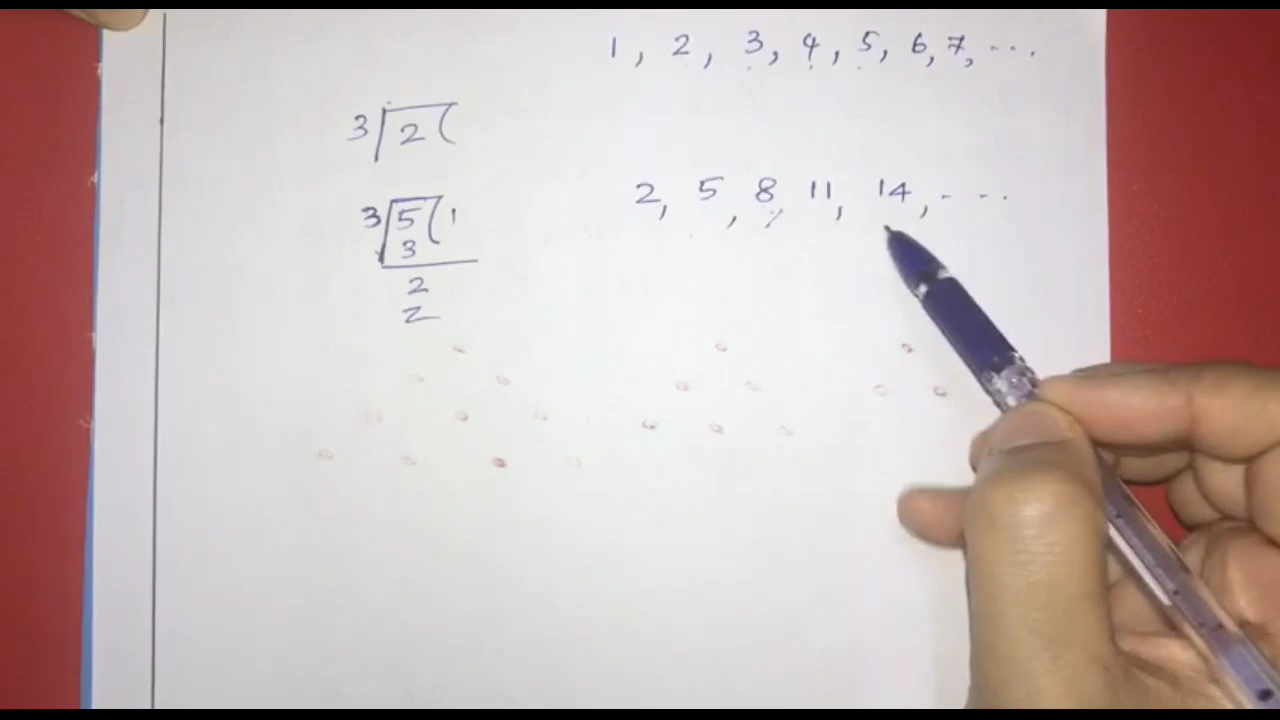 1, 2, 3, 4, 5, 6, 7, ...
3 2 (
2, 5, 8, 11, 14, ...
3 5 ( 1
3
2
2